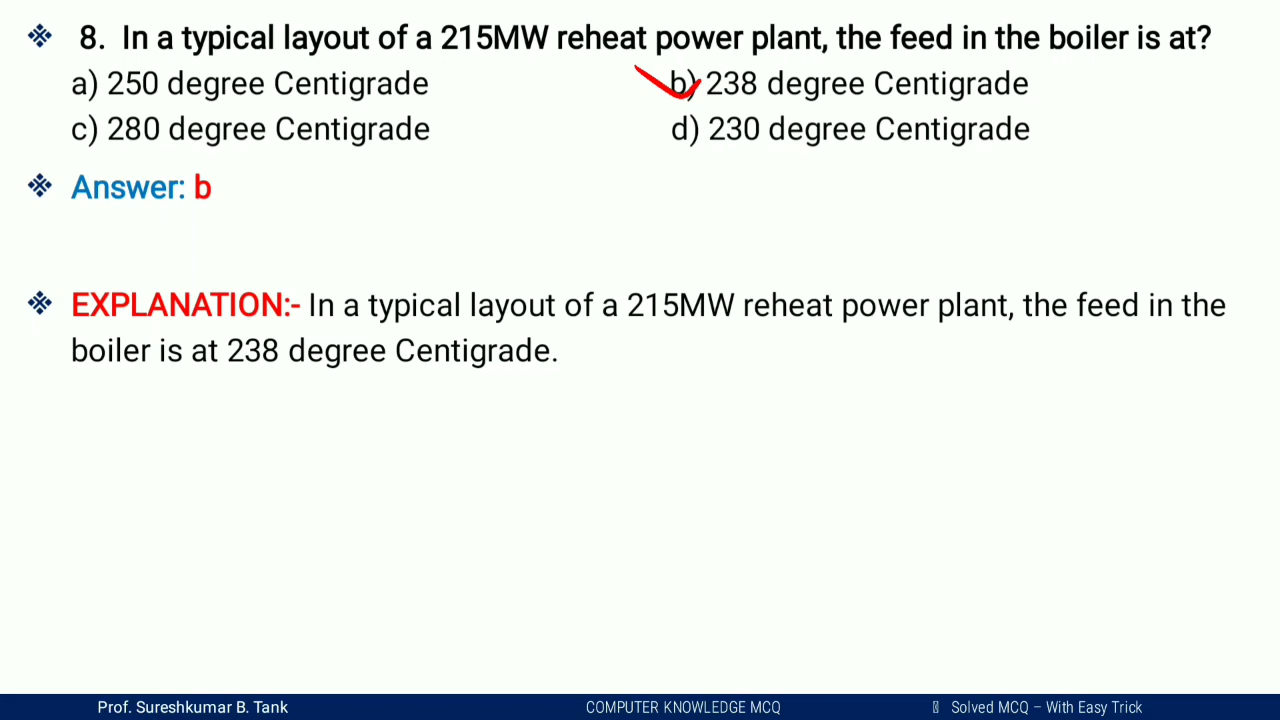 8. In a typical layout of a 215MW reheat power plant, the feed in the boiler is at?
a) 250 degree Centigrade b) 238 degree Centigrade
c) 280 degree Centigrade d) 230 degree Centigrade
Answer: b
EXPLANATION:- In a typical layout of a 215MW reheat power plant, the feed in the
boiler is at 238 degree Centigrade.
Prof. Sureshkumar B. Tank COMPUTER KNOWLEDGE MCQ Solved MCQ – With Easy Trick